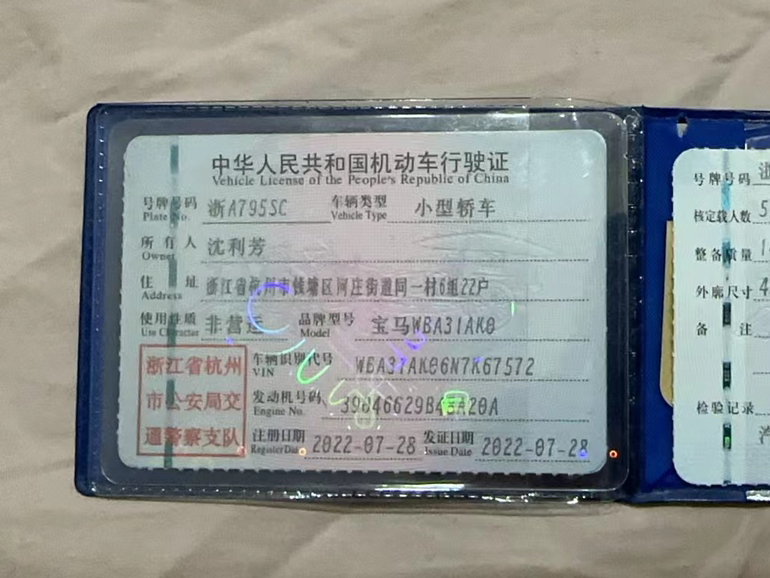 中华人民共和国机动车行驶证
Vehicle License of the People's Republic of China
号牌号码 浙A795SC 车辆类型 小型轿车
Plate No. Vehicle Type
所有人 沈利芳
Owner
住址 浙江省杭州市钱塘区河庄街道同一村6组22户
Address
使用性质 非营运 品牌型号 宝马WBA31AK0
Use Character Model
浙江省杭州
市公安局交
通警察支队
车辆识别代号 WBA31AK06N7K67572
VIN
发动机号码
Engine No.
注册日期 2022-07-28 发证日期 2022-07-28
Register Date Issue Date
号牌号码 浙
核定载人数 5
整备质量 1
外廓尺寸 4
备注
检验记录